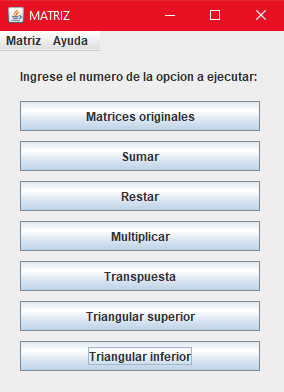 MATRIZ
Matriz Ayuda
Ingrese el numero de la opcion a ejecutar:
Matrices originales
Sumar
Restar
Multiplicar
Transpuesta
Triangular superior
Triangular inferior